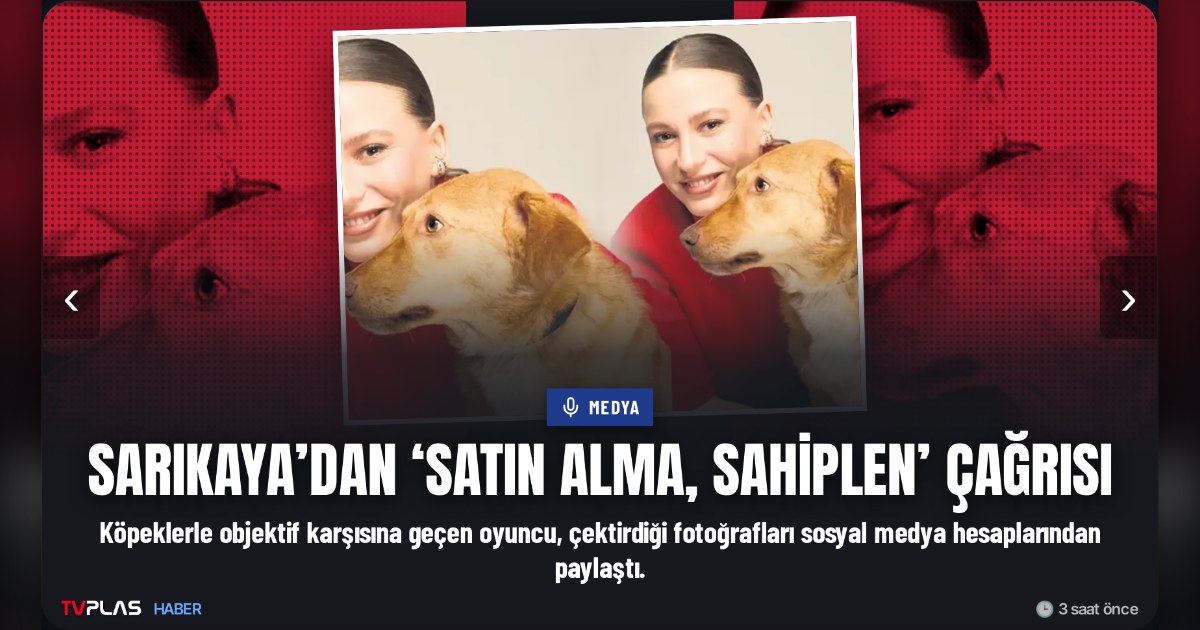 MEDYA
SARIKAYA’DAN ‘SATIN ALMA, SAHİPLEN’ ÇAĞRISI
Köpeklerle objektif karşısına geçen oyuncu, çektirdiği fotoğrafları sosyal medya hesaplarından
paylaştı.
TVPLAS HABER
3 saat önce